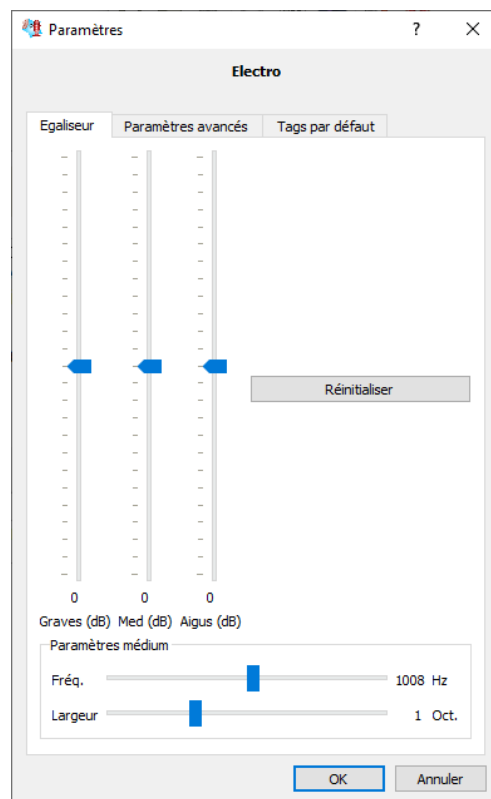 Paramètres
?
Electro
Egaliseur Paramètres avancés Tags par défaut
Réinitialiser
0 0 0
Graves (dB) Med (dB) Aigus (dB)
Paramètres médium
Fréq. 1008 Hz
Largeur 1 Oct.
OK Annuler